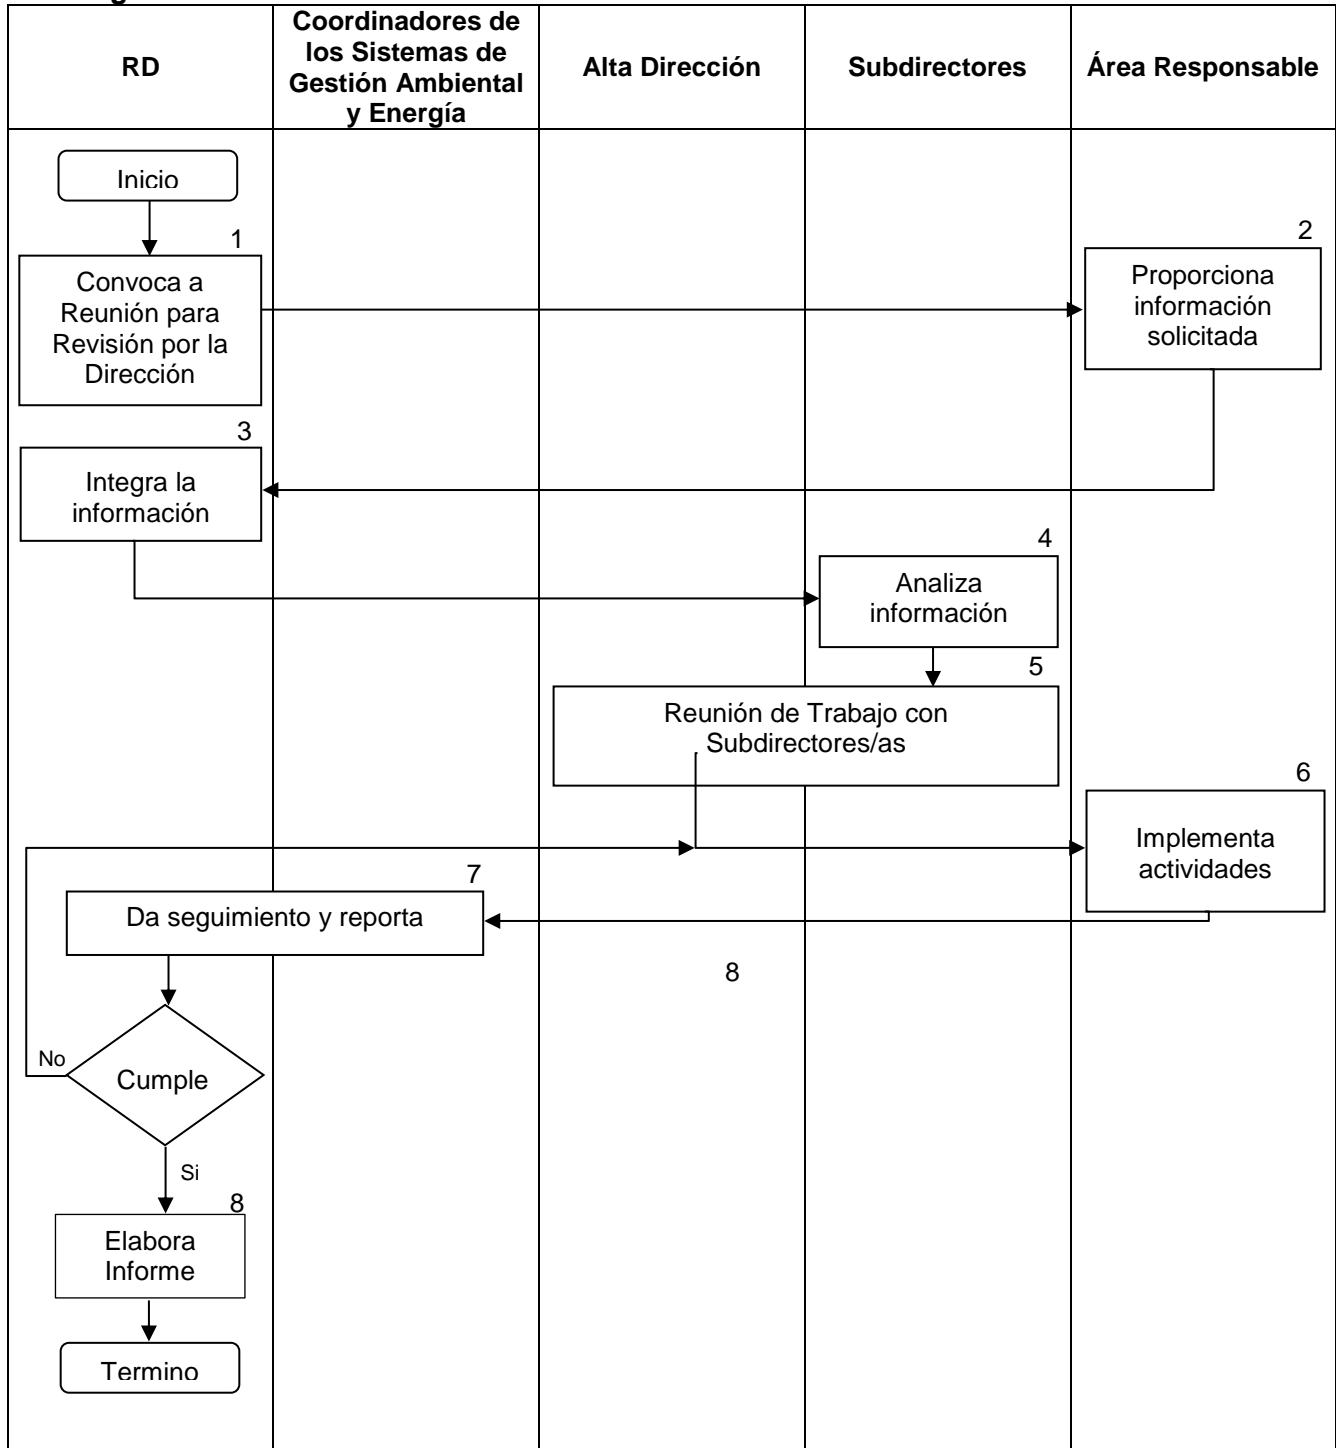 RD
Coordinadores de
los Sistemas de
Gestión Ambiental
y Energía
Alta Dirección
Subdirectores
Área Responsable
Inicio
1
Convoca a
Reunión para
Revisión por la
Dirección
2
Proporciona
información
solicitada
3
Integra la
información
4
Analiza
información
5
Reunión de Trabajo con
Subdirectores/as
6
Implementa
actividades
7
Da seguimiento y reporta
8
No
Cumple
Si
8
Elabora
Informe
Termino